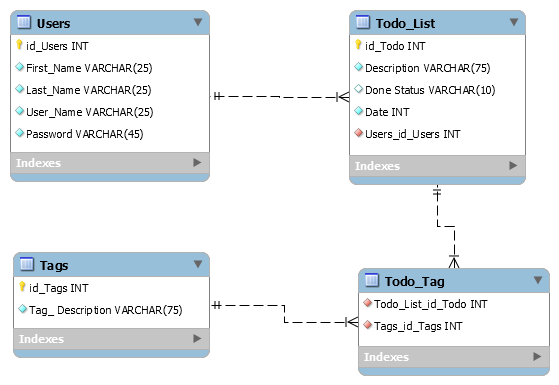 Users
id_Users INT
First_Name VARCHAR(25)
Last_Name VARCHAR(25)
User_Name VARCHAR(25)
Password VARCHAR(45)
Indexes
Todo_List
id_Todo INT
Description VARCHAR(75)
Done Status VARCHAR(10)
Date INT
Users_id_Users INT
Indexes
Tags
id_Tags INT
Tag_ Description VARCHAR(75)
Indexes
Todo_Tag
Todo_List_id_Todo INT
Tags_id_Tags INT
Indexes